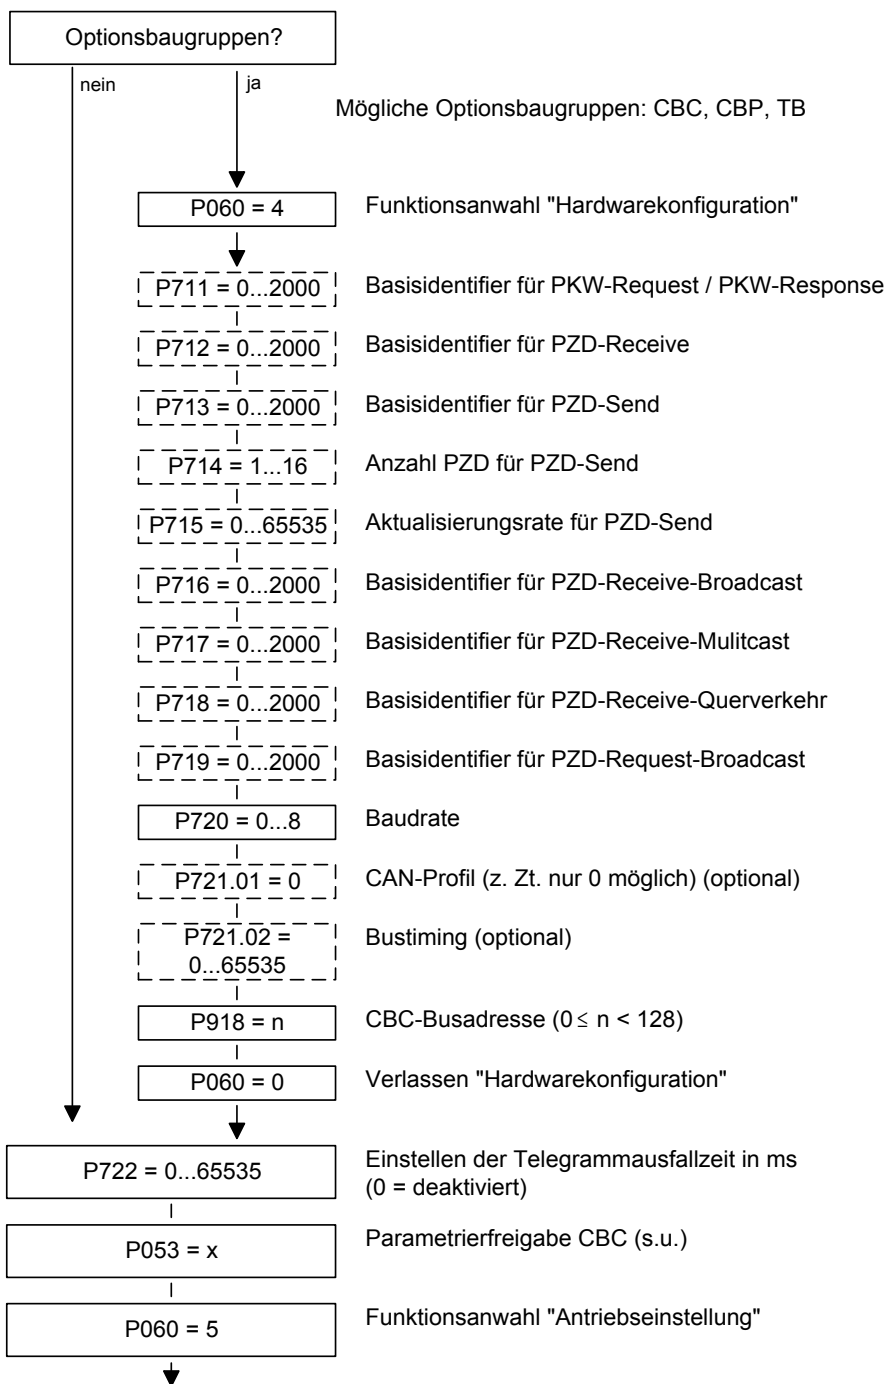 Optionsbaugruppen?
nein
ja
Mögliche Optionsbaugruppen: CBC, CBP, TB
P060 = 4
Funktionsanwahl "Hardwarekonfiguration"
P711 = 0...2000
Basisidentifier für PKW-Request / PKW-Response
P712 = 0...2000
Basisidentifier für PZD-Receive
P713 = 0...2000
Basisidentifier für PZD-Send
P714 = 1...16
Anzahl PZD für PZD-Send
P715 = 0...65535
Aktualisierungsrate für PZD-Send
P716 = 0...2000
Basisidentifier für PZD-Receive-Broadcast
P717 = 0...2000
Basisidentifier für PZD-Receive-Mulitcast
P718 = 0...2000
Basisidentifier für PZD-Receive-Querverkehr
P719 = 0...2000
Basisidentifier für PZD-Request-Broadcast
P720 = 0...8
Baudrate
P721.01 = 0
CAN-Profil (z. Zt. nur 0 möglich) (optional)
P721.02 =
0...65535
Bustiming (optional)
P918 = n
CBC-Busadresse (0 ≤ n < 128)
P060 = 0
Verlassen "Hardwarekonfiguration"
P722 = 0...65535
Einstellen der Telegrammausfallzeit in ms
(0 = deaktiviert)
P053 = x
Parametrierfreigabe CBC (s.u.)
P060 = 5
Funktionsanwahl "Antriebseinstellung"